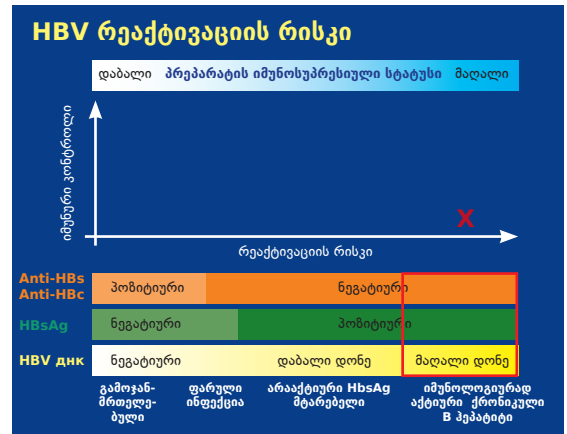 HBV რეაქტივაციის რისკი
დაბალი პრეპარატის იმუნოსუპრესიული სტატუსი მაღალი
იმუნური კონტროლი
X
რეაქტივაციის რისკი
Anti-HBs
Anti-HBc
პოზიტიური ნეგატიური
HBsAg ნეგატიური პოზიტიური
HBV днк ნეგატიური დაბალი დონე მაღალი დონე
გამოჯან-
მრთელე-
ბული
ფარული
ინფექცია
არააქტიური HbsAg
მტარებელი
იმუნოლოგიურად
აქტიური ქრონიკული
B ჰეპატიტი